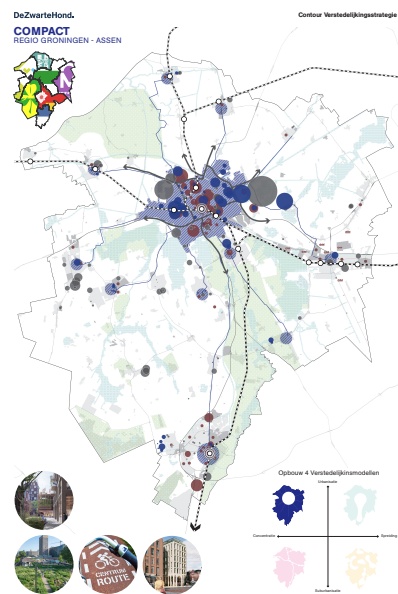 DeZwarteHond.
Contour Verstedelijkingsstrategie
COMPACT
REGIO GRONINGEN - ASSEN
Opbouw 4 Verstedelijkinsmodellen
Urbanisatie
Concentratie
Spreiding
Suburbanisatie
CENTRUM
ROUTE